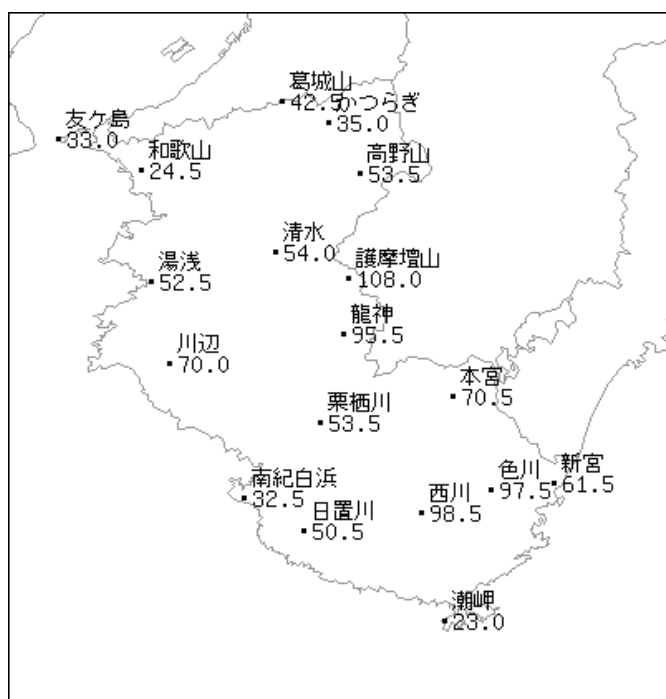 葛城山
42.5
かつらぎ
35.0
友ケ島
33.0
和歌山
24.5
高野山
53.5
清水
54.0
護摩壇山
108.0
湯浅
52.5
龍神
95.5
川辺
70.0
本宮
70.5
栗栖川
53.5
新宮
61.5
色川
97.5
南紀白浜
32.5
西川
98.5
日置川
50.5
潮岬
23.0